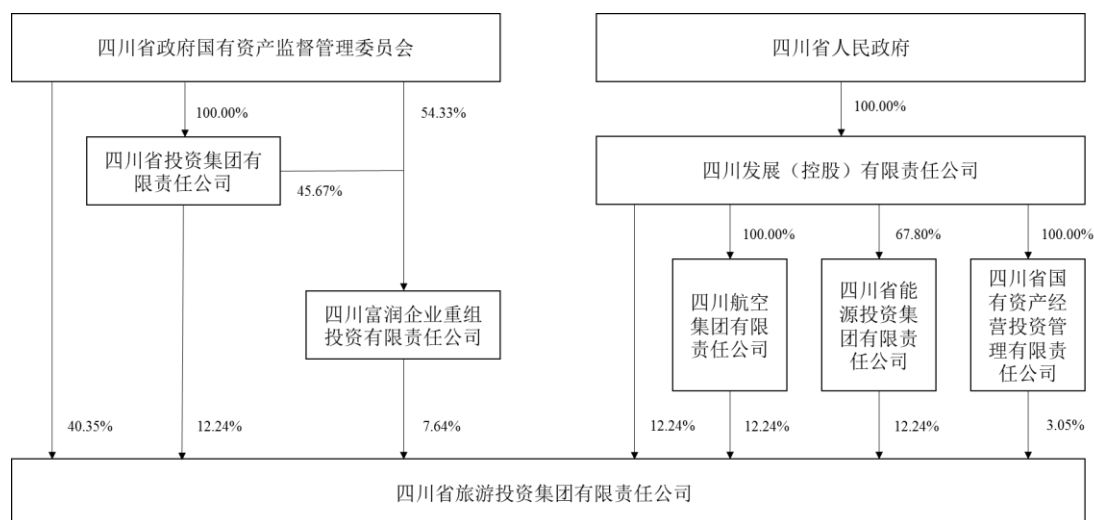 四川省政府国有资产监督管理委员会
四川省人民政府
100.00%
54.33%
100.00%
四川省投资集团有
限责任公司
45.67%
四川发展（控股）有限责任公司
100.00%
67.80%
100.00%
四川富润企业重组
投资有限责任公司
四川航空
集团有限
责任公司
四川省能
源投资集
团有限责
任公司
四川省国
有资产经
营投资管
理有限责
任公司
40.35%
12.24%
7.64%
12.24%
12.24%
12.24%
3.05%
四川省旅游投资集团有限责任公司